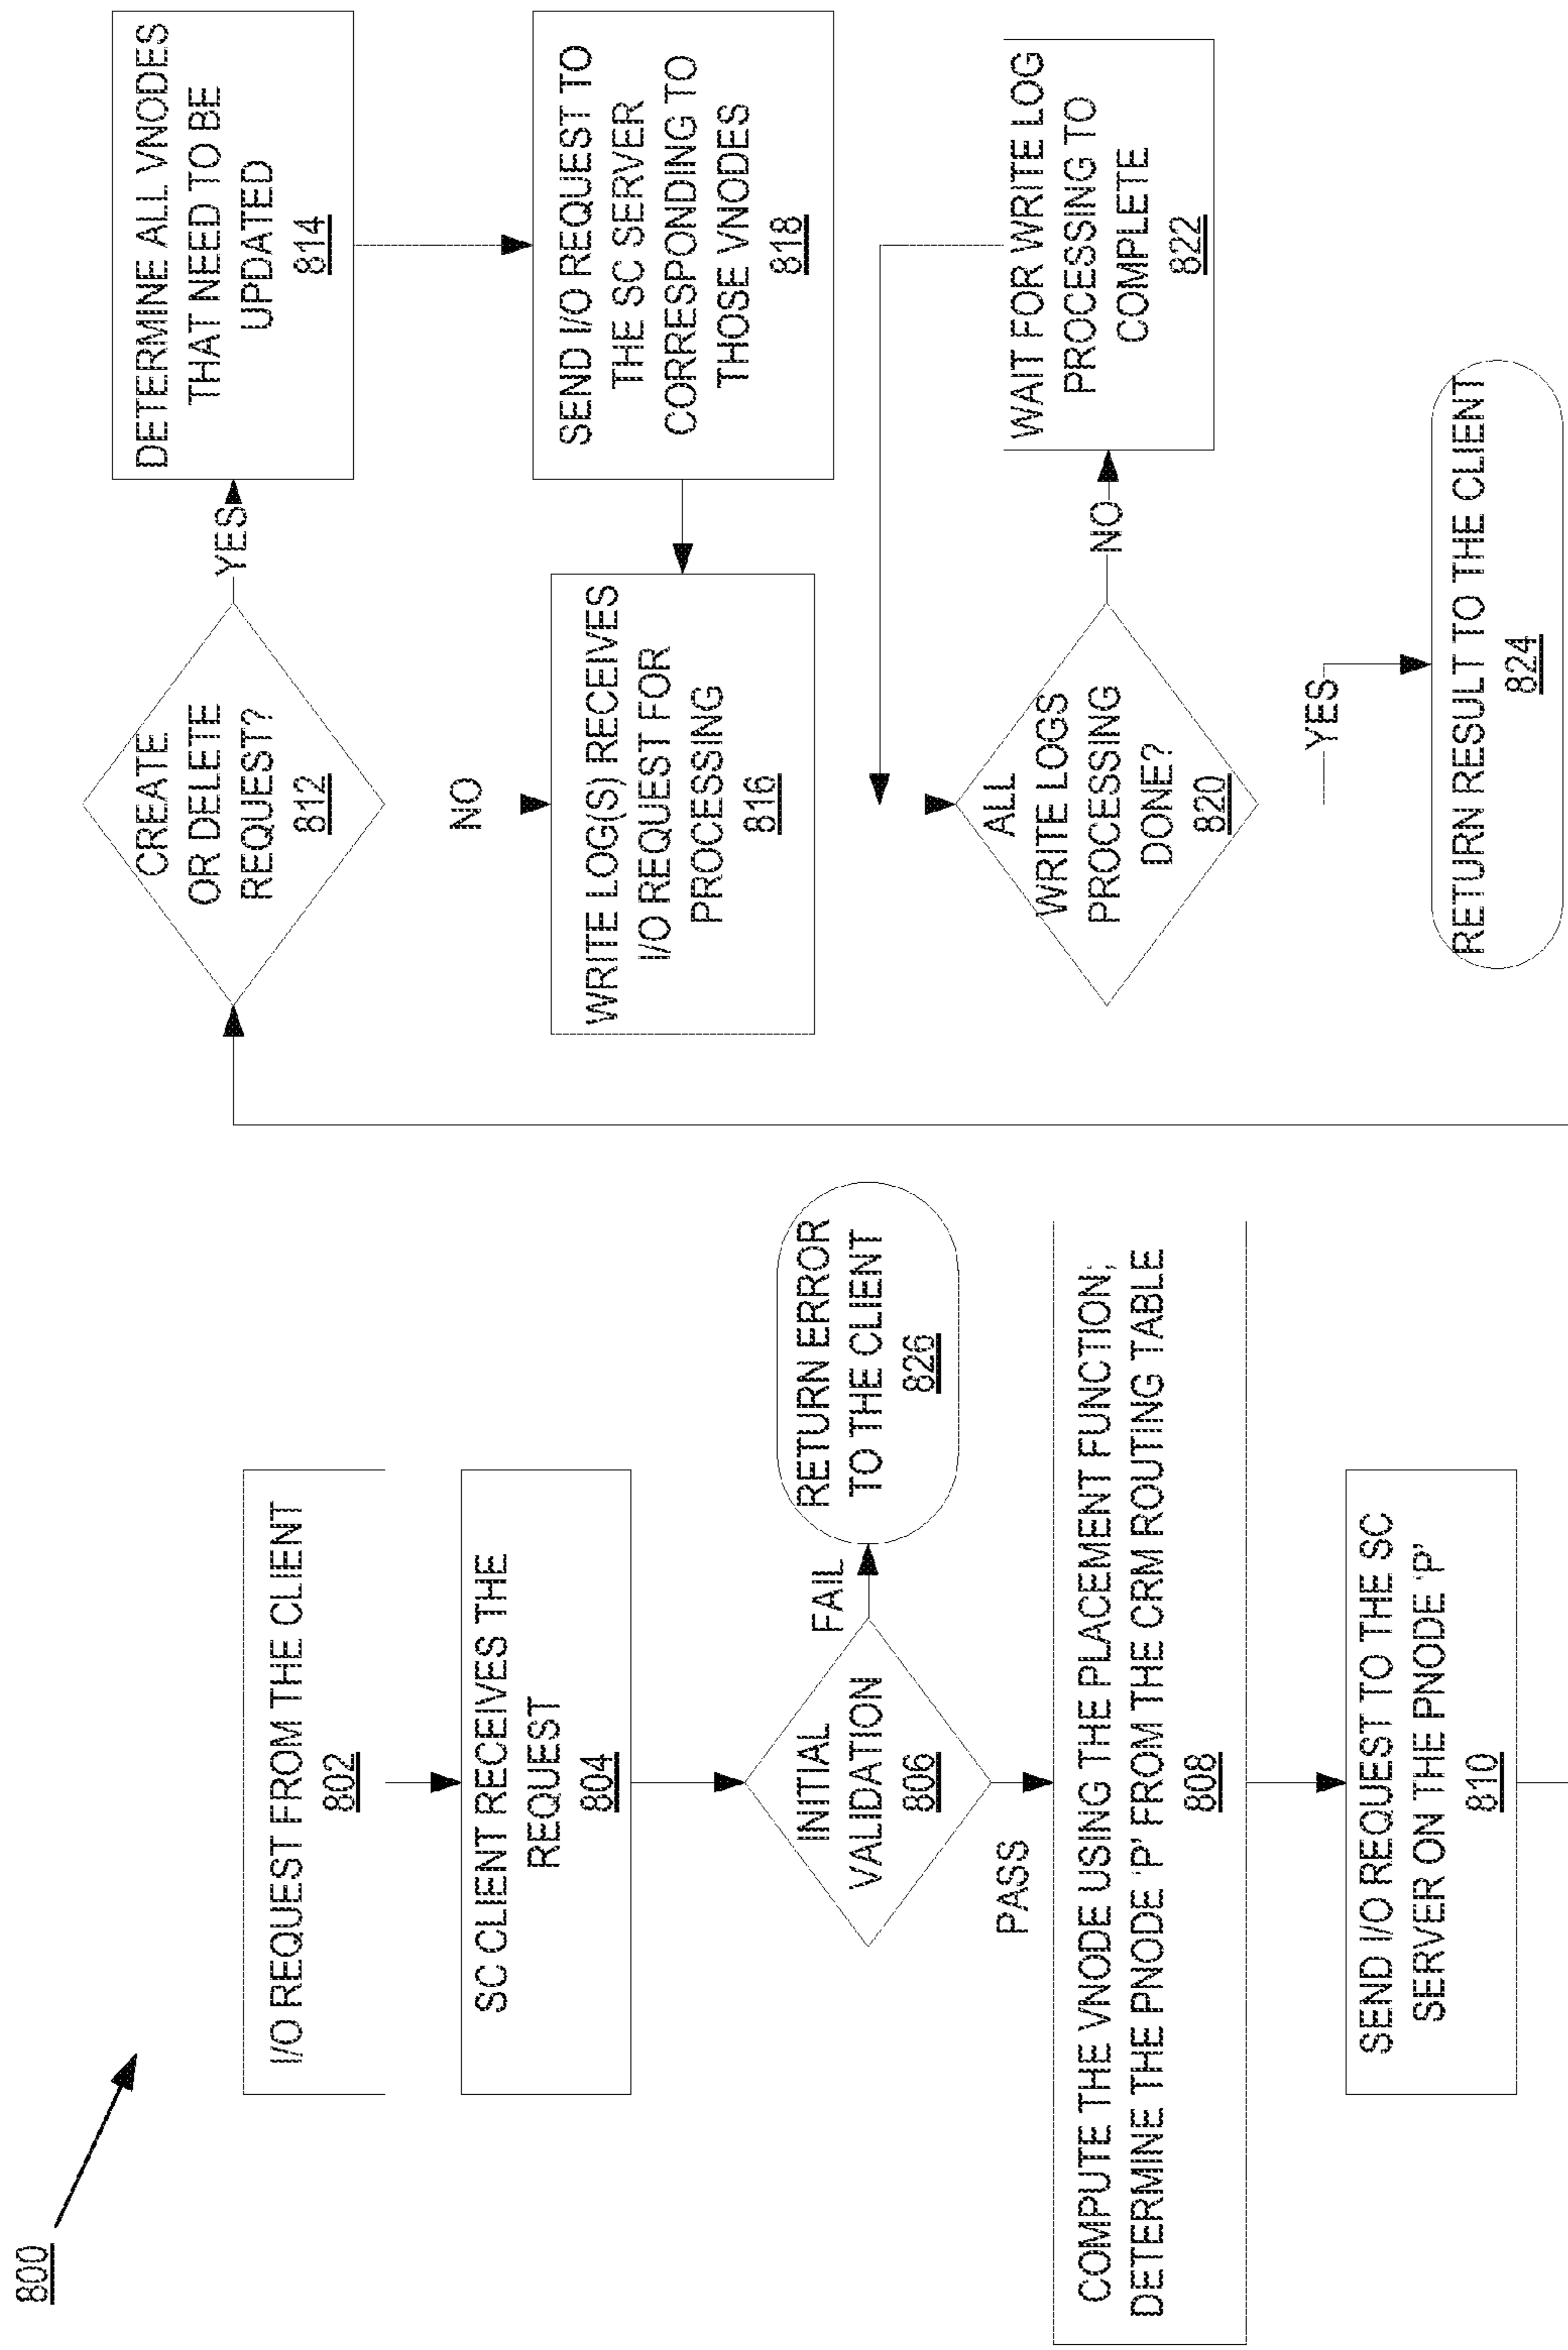 800
I/O REQUEST FROM THE CLIENT
802
SC CLIENT RECEIVES THE
REQUEST
804
INITIAL
VALIDATION
806
FAIL
RETURN ERROR
TO THE CLIENT
826
PASS
COMPUTE THE VNODE USING THE PLACEMENT FUNCTION;
DETERMINE THE PNODE 'P' FROM THE CRM ROUTING TABLE
808
SEND I/O REQUEST TO THE SC
SERVER ON THE PNODE 'P'
810
CREATE
OR DELETE
REQUEST?
812
YES
DETERMINE ALL VNODES
THAT NEED TO BE
UPDATED
814
NO
WRITE LOG(S) RECEIVES
I/O REQUEST FOR
PROCESSING
816
SEND I/O REQUEST TO
THE SC SERVER
CORRESPONDING TO
THOSE VNODES
818
ALL
WRITE LOGS
PROCESSING
DONE?
820
NO
WAIT FOR WRITE LOG
PROCESSING TO
COMPLETE
822
YES
RETURN RESULT TO THE CLIENT
824